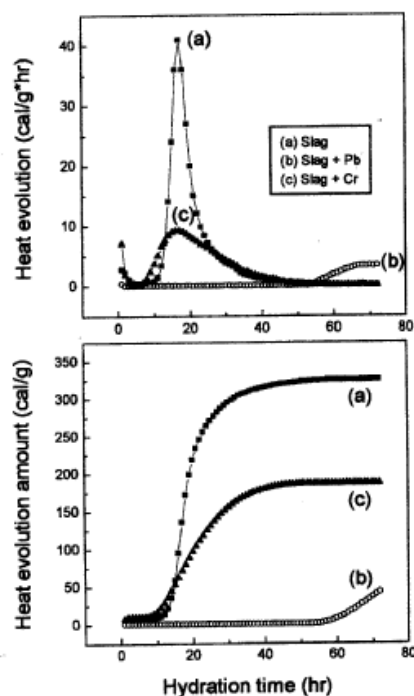 (a)
40
30
20
10
0
Heat evolution (cal/g*hr)
(a) Slag
(b) Slag + Pb
(c) Slag + Cr
(c)
(b)
0 20 40 60 80
350
300
250
200
150
100
50
0
Heat evolution amount (cal/g)
(a)
(c)
(b)
0 20 40 60 80
Hydration time (hr)